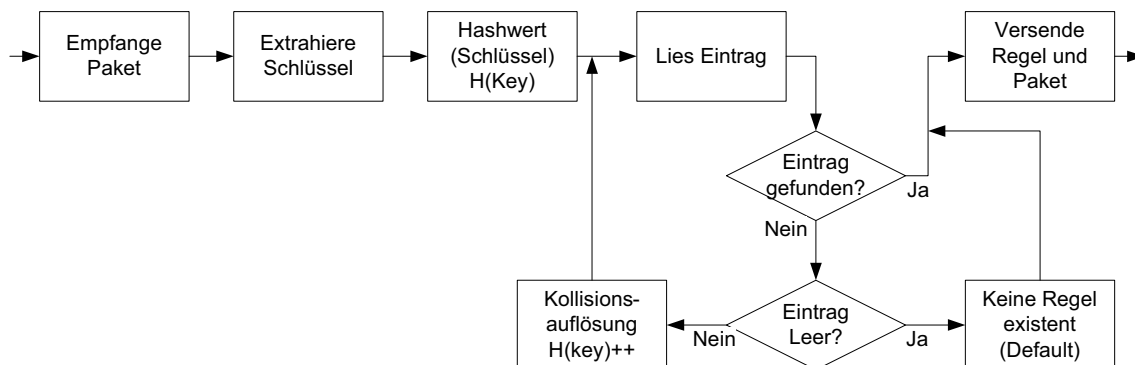 Empfange
Paket
Extrahiere
Schlüssel
Hashwert
(Schlüssel)
H(Key)
Lies Eintrag
Versende
Regel und
Paket
Eintrag
gefunden?
Ja
Nein
Kollisions-
auflösung
H(key)++
Nein
Eintrag
Leer?
Ja
Keine Regel
existent
(Default)